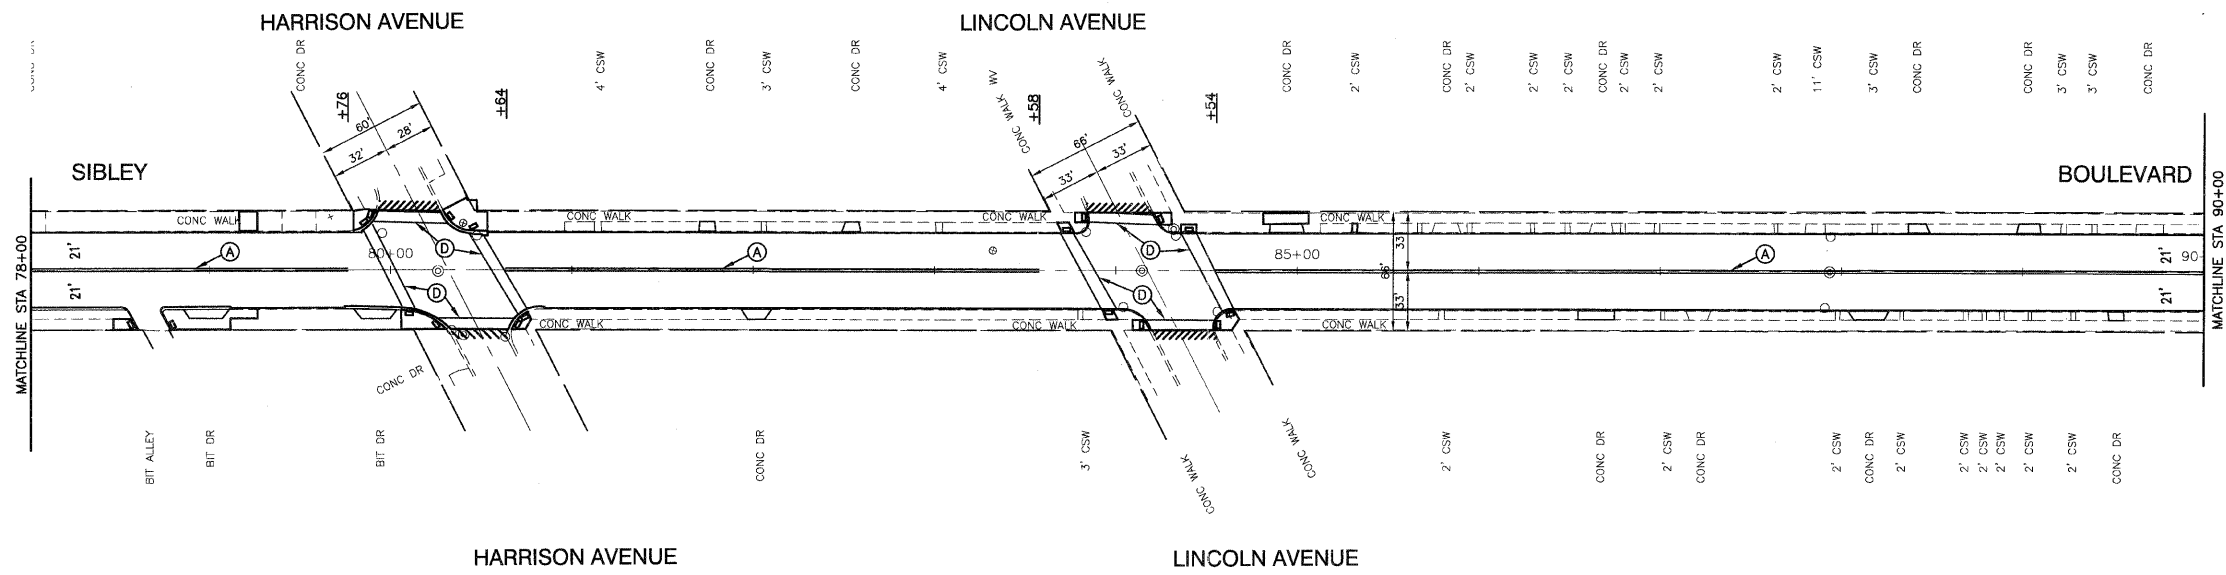 HARRISON AVENUE
LINCOLN AVENUE
CONC DR
+76
+64
4' CSW
CONC DR
3' CSW
CONC DR
4' CSW
CONC WALK WV
+58
CONC WALK
CONC WALK
+54
CONC DR
2' CSW
CONC DR
2' CSW
2' CSW
2' CSW
CONC DR
2' CSW
2' CSW
2' CSW
11' CSW
3' CSW
CONC DR
CONC DR
3' CSW
3' CSW
CONC DR
60'
28'
32'
66'
33'
33'
SIBLEY
BOULEVARD
MATCHLINE STA 78+00
MATCHLINE STA 90+00
CONC WALK
CONC WALK
CONC WALK
CONC WALK
21'
A
80+00
D
A
D
85+00
33'
66'
33'
A
21'
90
21'
D
D
21'
CONC WALK
CONC WALK
CONC WALK
CONC DR
BIT ALLEY
BIT DR
BIT DR
CONC DR
3' CSW
CONC WALK
CONC WALK
2' CSW
CONC DR
2' CSW
CONC DR
2' CSW
CONC DR
2' CSW
2' CSW
2' CSW
2' CSW
2' CSW
2' CSW
CONC DR
HARRISON AVENUE
LINCOLN AVENUE